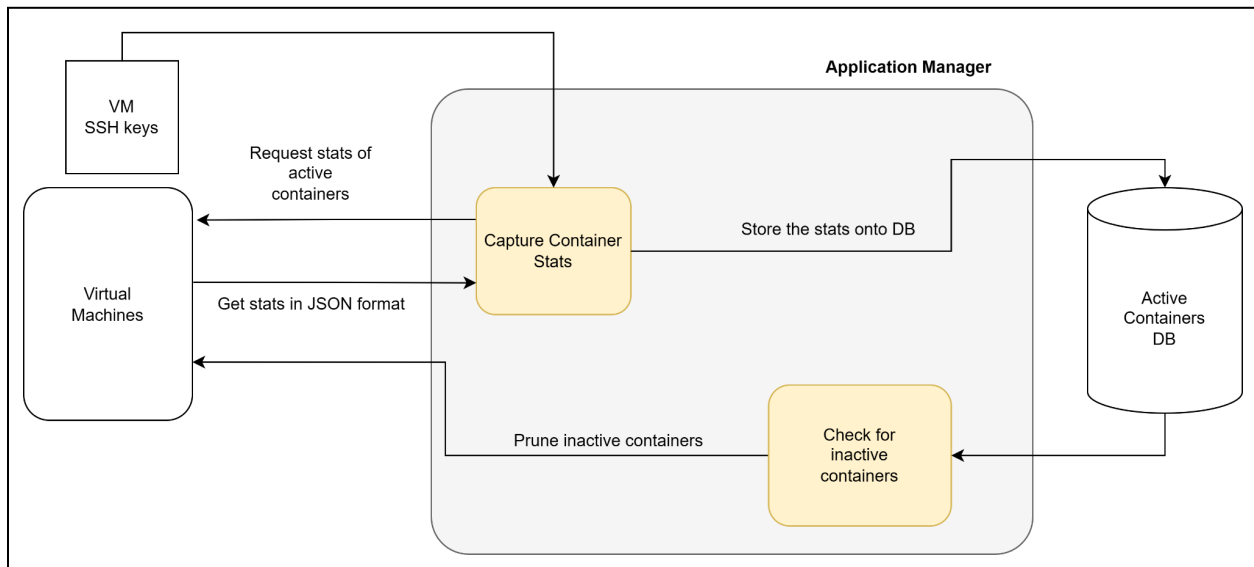 Application Manager
VM
SSH keys
Request stats of
active
containers
Capture Container
Stats
Store the stats onto DB
Virtual
Machines
Get stats in JSON format
Active
Containers
DB
Prune inactive containers
Check for
inactive
containers